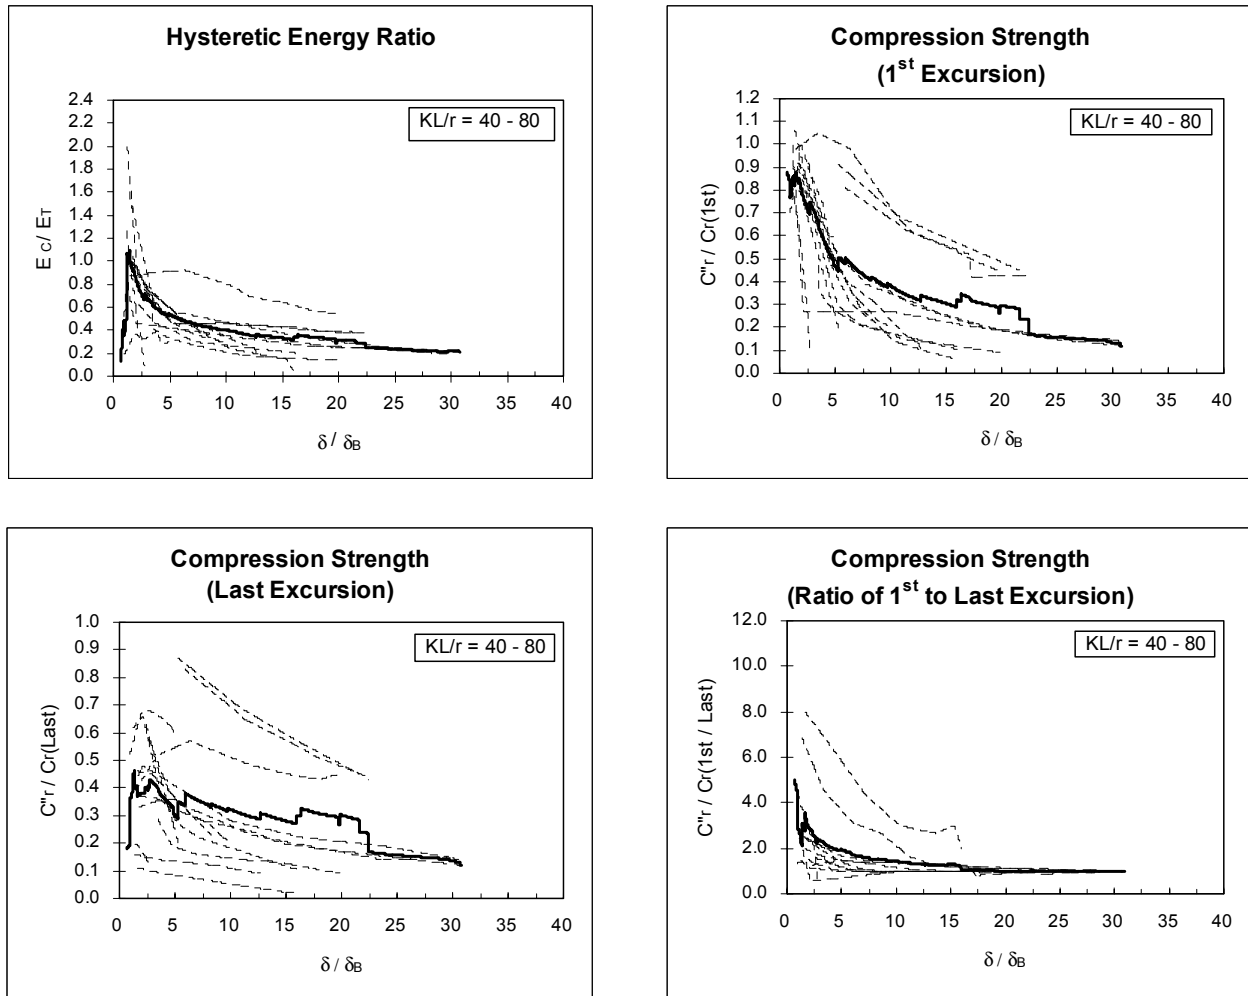 Hysteretic Energy Ratio
2.4
2.2
2.0
1.8
1.6
1.4
1.2
1.0
0.8
0.6
0.4
0.2
0.0
E C / ET
KL/r = 40 - 80
0 5 10 15 20 25 30 35 40
δ / δB
Compression Strength
(1st Excursion)
1.2
1.1
1.0
0.9
0.8
0.7
0.6
0.5
0.4
0.3
0.2
0.1
0.0
C"r / Cr(1st)
KL/r = 40 - 80
0 5 10 15 20 25 30 35 40
δ / δB
Compression Strength
(Last Excursion)
1.0
0.9
0.8
0.7
0.6
0.5
0.4
0.3
0.2
0.1
0.0
C"r / Cr(Last)
KL/r = 40 - 80
0 5 10 15 20 25 30 35 40
δ / δB
Compression Strength
(Ratio of 1st to Last Excursion)
12.0
10.0
8.0
6.0
4.0
2.0
0.0
C"r / Cr(1st / Last)
KL/r = 40 - 80
0 5 10 15 20 25 30 35 40
δ / δB